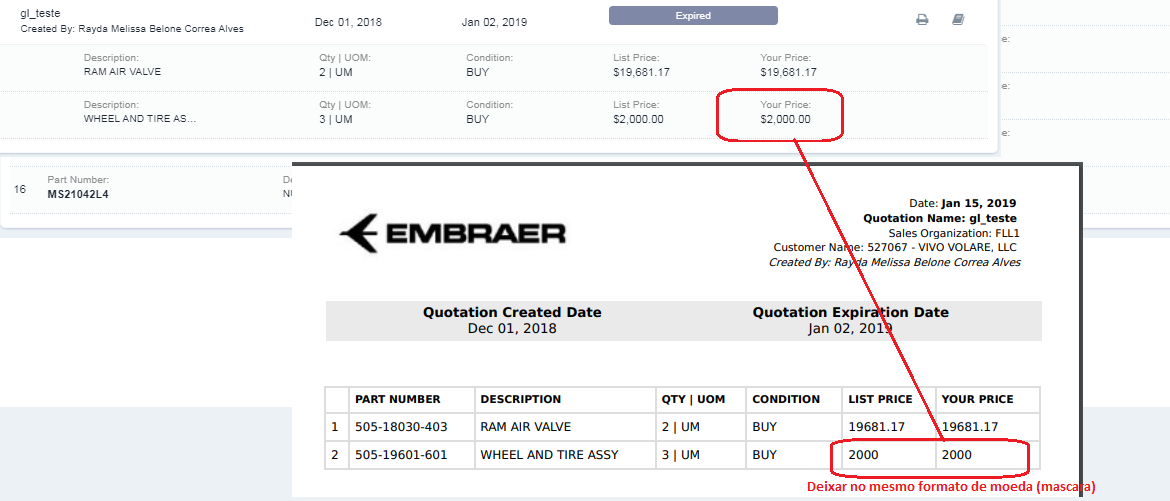 gl_teste
Created By: Rayda Melissa Belone Correa Alves
Dec 01, 2018
Jan 02, 2019
Expired
Description:
RAM AIR VALVE
Qty | UOM:
2 | UM
Condition:
BUY
List Price:
$19,681.17
Your Price:
$19,681.17
Description:
WHEEL AND TIRE AS...
Qty | UOM:
3 | UM
Condition:
BUY
List Price:
$2,000.00
Your Price:
$2,000.00
e:
e:
e:
16
Part Number:
MS21042L4
EMBRAER
Date: Jan 15, 2019
Quotation Name: gl_teste
Sales Organization: FLL1
Customer Name: 527067 - VIVO VOLARE, LLC
Created By: Rayda Melissa Belone Correa Alves
Quotation Created Date
Dec 01, 2018
Quotation Expiration Date
Jan 02, 2019
PART NUMBER DESCRIPTION QTY | UOM CONDITION LIST PRICE YOUR PRICE
1 505-18030-403 RAM AIR VALVE 2 | UM BUY 19681.17 19681.17
2 505-19601-601 WHEEL AND TIRE ASSY 3 | UM BUY 2000 2000
Deixar no mesmo formato de moeda (mascara)